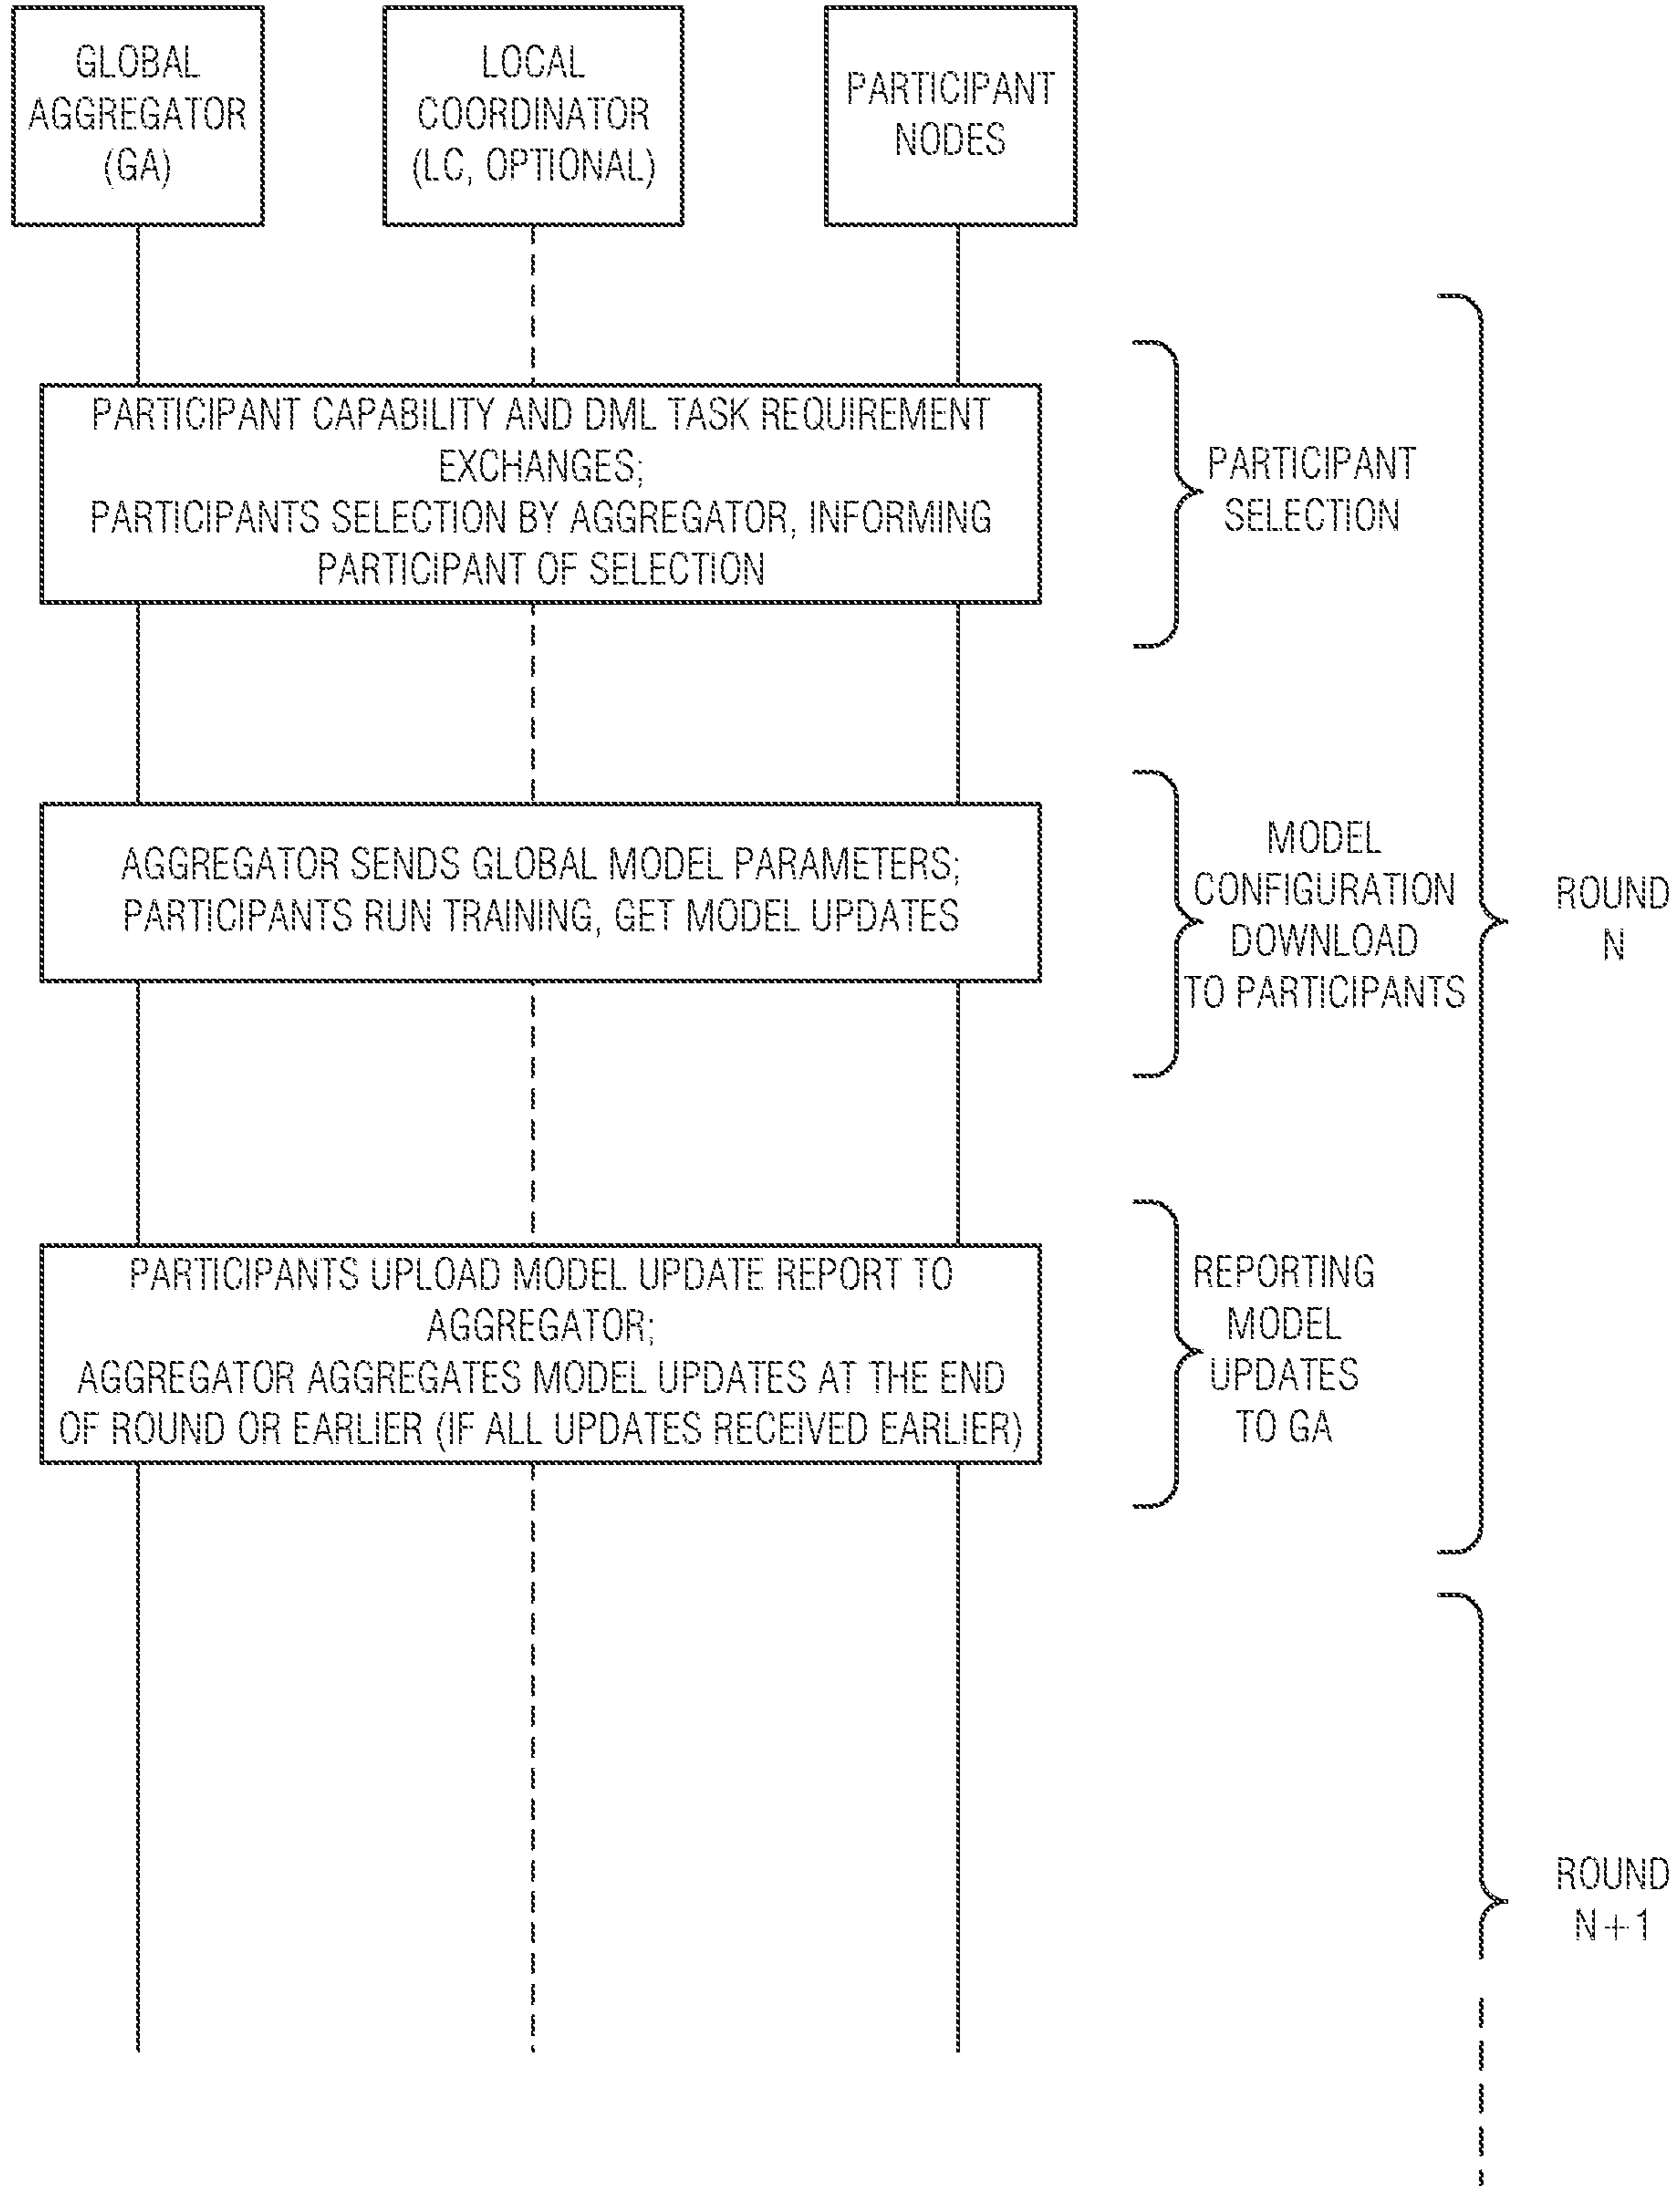 GLOBAL
AGGREGATOR
(GA)
LOCAL
COORDINATOR
(LC, OPTIONAL)
PARTICIPANT
NODES
PARTICIPANT CAPABILITY AND DML TASK REQUIREMENT
EXCHANGES;
PARTICIPANTS SELECTION BY AGGREGATOR, INFORMING
PARTICIPANT OF SELECTION
PARTICIPANT
SELECTION
AGGREGATOR SENDS GLOBAL MODEL PARAMETERS;
PARTICIPANTS RUN TRAINING, GET MODEL UPDATES
MODEL
CONFIGURATION
DOWNLOAD
TO PARTICIPANTS
ROUND
N
PARTICIPANTS UPLOAD MODEL UPDATE REPORT TO
AGGREGATOR;
AGGREGATOR AGGREGATES MODEL UPDATES AT THE END
OF ROUND OR EARLIER (IF ALL UPDATES RECEIVED EARLIER)
REPORTING
MODEL
UPDATES
TO GA
ROUND
N+1